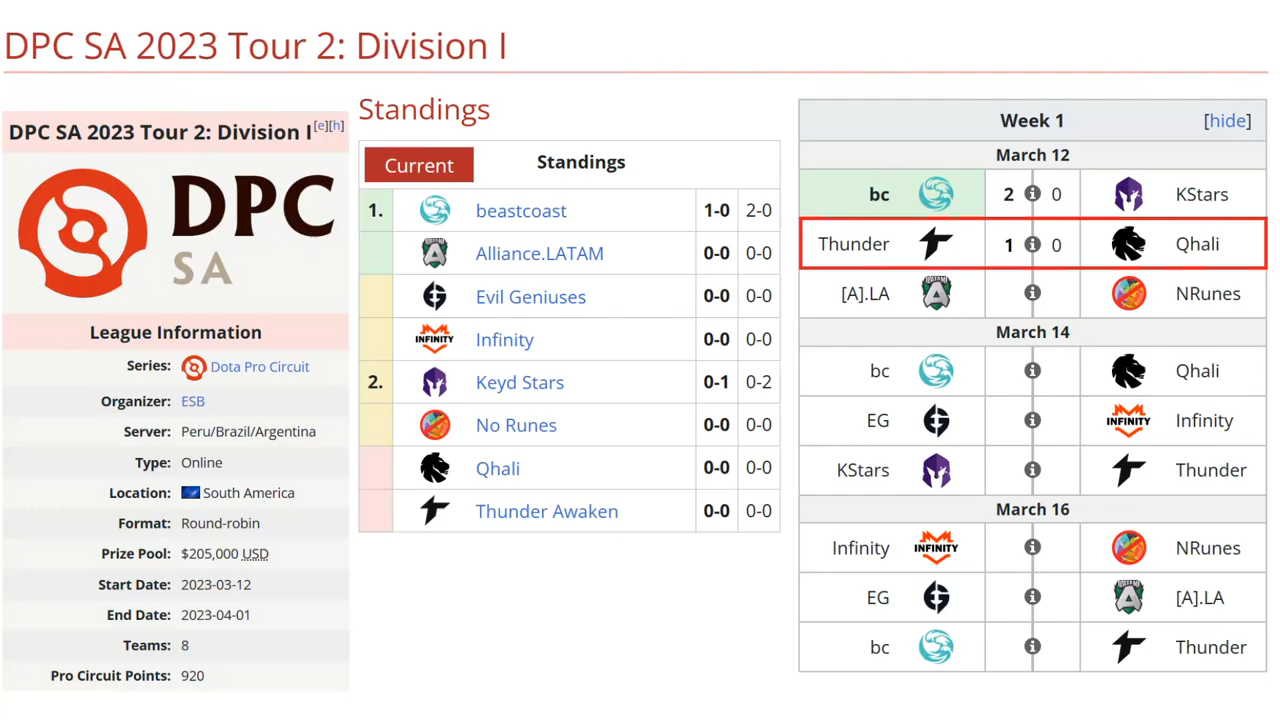 DPC SA 2023 Tour 2: Division I
DPC SA 2023 Tour 2: Division I[e][h]
DPC
SA
League Information
Series: Dota Pro Circuit
Organizer: ESB
Server: Peru/Brazil/Argentina
Type: Online
Location: South America
Format: Round-robin
Prize Pool: $205,000 USD
Start Date: 2023-03-12
End Date: 2023-04-01
Teams: 8
Pro Circuit Points: 920
Standings
Current Standings
1. beastcoast 1-0 2-0
Alliance.LATAM 0-0 0-0
Evil Geniuses 0-0 0-0
INFINITY Infinity 0-0 0-0
2. Keyd Stars 0-1 0-2
No Runes 0-0 0-0
Qhali 0-0 0-0
Thunder Awaken 0-0 0-0
Week 1 [hide]
March 12
bc 2 0 KStars
Thunder 1 0 Qhali
[A].LA NRunes
March 14
bc Qhali
EG INFINITY Infinity
KStars Thunder
March 16
Infinity INFINITY NRunes
EG [A].LA
bc Thunder